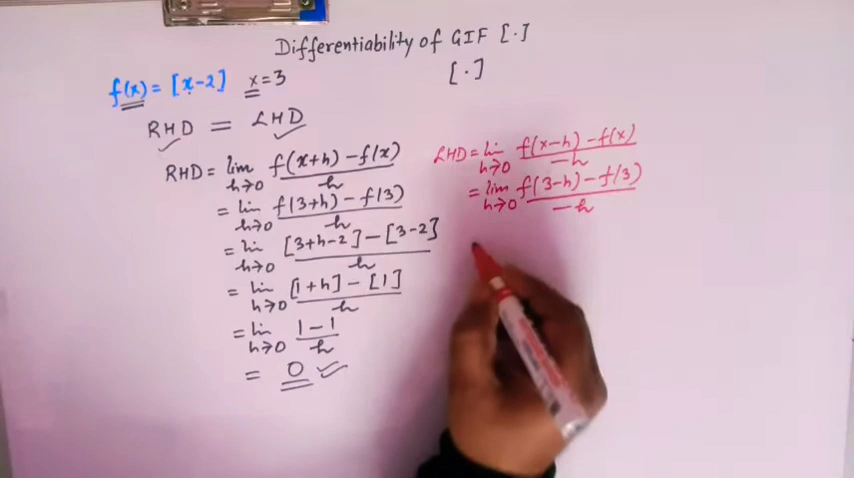 Differentiability of GIF [·]
[·]
f(x) = [x-2] x=3
RHD = LHD
RHD = lim h→0 f(x+h) - f(x) / h
= lim h→0 f(3+h) - f(3) / h
= lim h→0 [3+h-2] - [3-2] / h
= lim h→0 [1+h] - [1] / h
= lim h→0 1-1 / h
= 0
LHD = lim h→0 f(x-h) - f(x) / -h
= lim h→0 f(3-h) - f(3) / -h